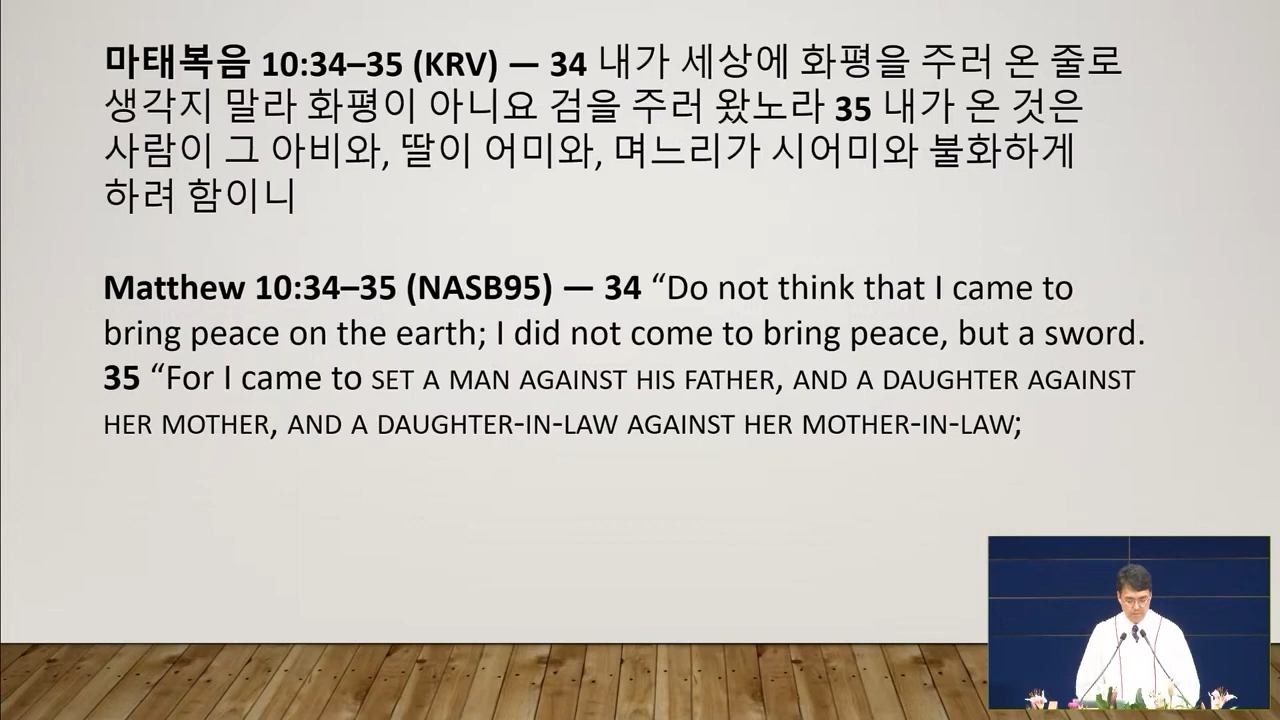 마태복음 10:34–35 (KRV) — 34 내가 세상에 화평을 주러 온 줄로
생각지 말라 화평이 아니요 검을 주러 왔노라 35 내가 온 것은
사람이 그 아비와, 딸이 어미와, 며느리가 시어미와 불화하게
하려 함이니
Matthew 10:34–35 (NASB95) — 34 “Do not think that I came to
bring peace on the earth; I did not come to bring peace, but a sword.
35 “For I came to SET A MAN AGAINST HIS FATHER, AND A DAUGHTER AGAINST
HER MOTHER, AND A DAUGHTER-IN-LAW AGAINST HER MOTHER-IN-LAW;